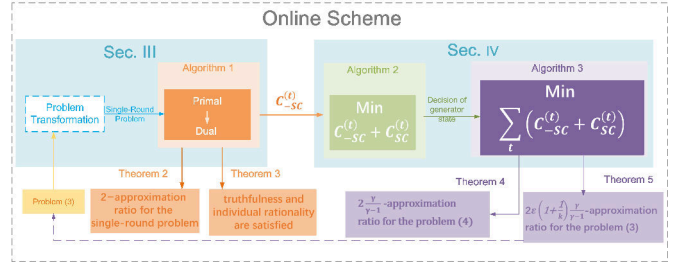 Online Scheme
Sec. III
Sec. IV
Algorithm 1
Algorithm 2
Algorithm 3
Problem
Transformation
Single-Round
Problem
Primal
Dual
C_{-SC}^{(t)}
Min
C_{-SC}^{(t)} + C_{SC}^{(t)}
Decision of
generator
state
Min
∑_t (C_{-SC}^{(t)} + C_{SC}^{(t)})
Theorem 2
Theorem 3
Theorem 4
Theorem 5
Problem (3)
2-approximation
ratio for the
single-round problem
truthfulness and
individual rationality
are satisfied
2 γ/(γ-1) -approximation
ratio for the problem (4)
γ/(γ-1) -approximation
ratio for the problem (3)